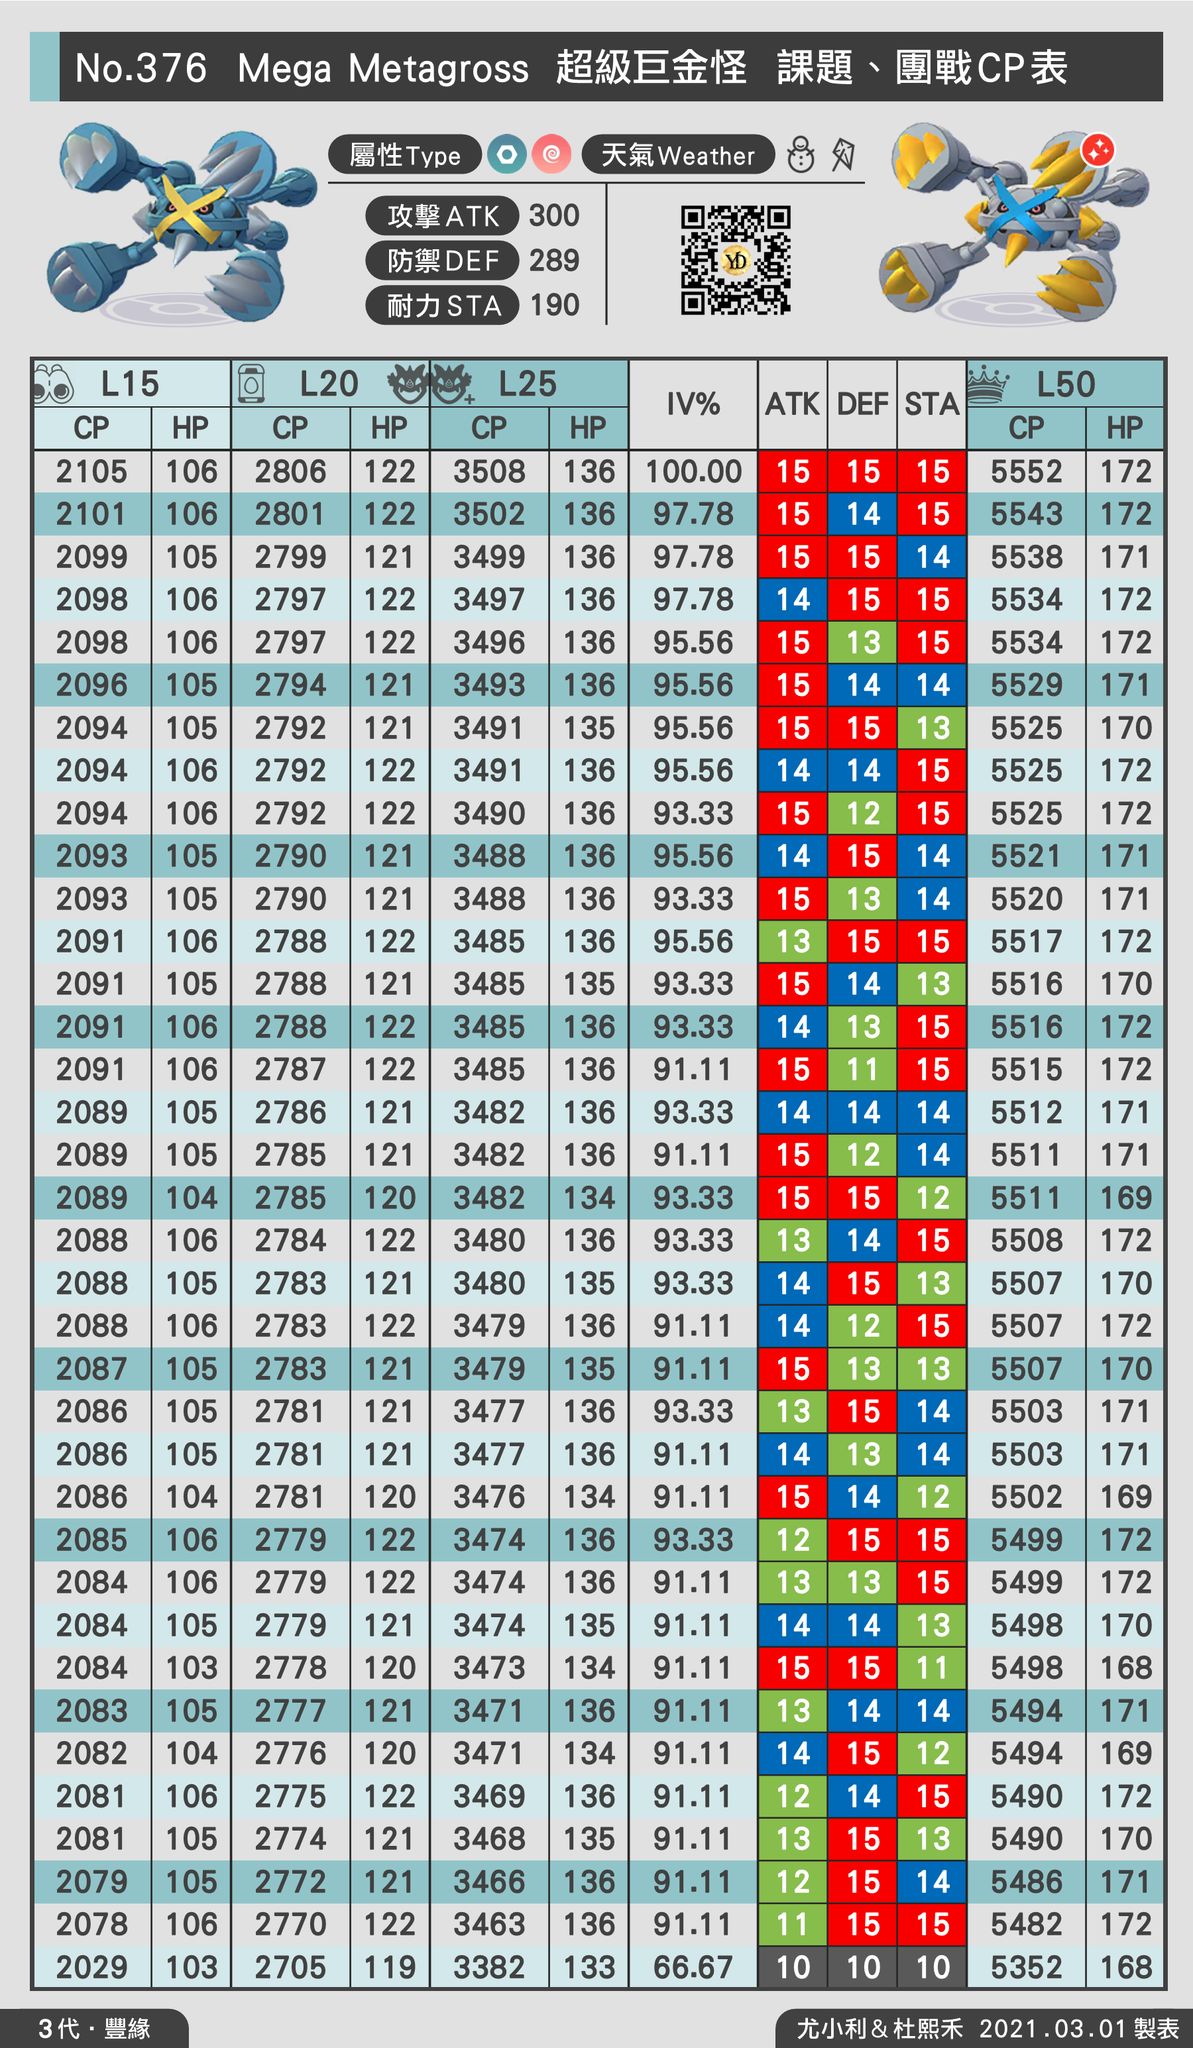 No.376 Mega Metagross 超級巨金怪 課題、團戰CP表
屬性Type 天氣Weather
攻擊ATK 300
防禦DEF 289
耐力STA 190
YD
L15 L20 L25 IV% ATK DEF STA L50
CP HP CP HP CP HP CP HP
2105 106 2806 122 3508 136 100.00 15 15 15 5552 172
2101 106 2801 122 3502 136 97.78 15 14 15 5543 172
2099 105 2799 121 3499 136 97.78 15 15 14 5538 171
2098 106 2797 122 3497 136 97.78 14 15 15 5534 172
2098 106 2797 122 3496 136 95.56 15 13 15 5534 172
2096 105 2794 121 3493 136 95.56 15 14 14 5529 171
2094 105 2792 121 3491 135 95.56 15 15 13 5525 170
2094 106 2792 122 3491 136 95.56 14 14 15 5525 172
2094 106 2792 122 3490 136 93.33 15 12 15 5525 172
2093 105 2790 121 3488 136 95.56 14 15 14 5521 171
2093 105 2790 121 3488 136 93.33 15 13 14 5520 171
2091 106 2788 122 3485 136 95.56 13 15 15 5517 172
2091 105 2788 121 3485 135 93.33 15 14 13 5516 170
2091 106 2788 122 3485 136 93.33 14 13 15 5516 172
2091 106 2787 122 3485 136 91.11 15 11 15 5515 172
2089 105 2786 121 3482 136 93.33 14 14 14 5512 171
2089 105 2785 121 3482 136 91.11 15 12 14 5511 171
2089 104 2785 120 3482 134 93.33 15 15 12 5511 169
2088 106 2784 122 3480 136 93.33 13 14 15 5508 172
2088 105 2783 121 3480 135 93.33 14 15 13 5507 170
2088 106 2783 122 3479 136 91.11 14 12 15 5507 172
2087 105 2783 121 3479 135 91.11 15 13 13 5507 170
2086 105 2781 121 3477 136 93.33 13 15 14 5503 171
2086 105 2781 121 3477 136 91.11 14 13 14 5503 171
2086 104 2781 120 3476 134 91.11 15 14 12 5502 169
2085 106 2779 122 3474 136 93.33 12 15 15 5499 172
2084 106 2779 122 3474 136 91.11 13 13 15 5499 172
2084 105 2779 121 3474 135 91.11 14 14 13 5498 170
2084 103 2778 120 3473 134 91.11 15 15 11 5498 168
2083 105 2777 121 3471 136 91.11 13 14 14 5494 171
2082 104 2776 120 3471 134 91.11 14 15 12 5494 169
2081 106 2775 122 3469 136 91.11 12 14 15 5490 172
2081 105 2774 121 3468 135 91.11 13 15 13 5490 170
2079 105 2772 121 3466 136 91.11 12 15 14 5486 171
2078 106 2770 122 3463 136 91.11 11 15 15 5482 172
2029 103 2705 119 3382 133 66.67 10 10 10 5352 168
3代·豐緣
尤小利＆杜熙禾 2021.03.01製表